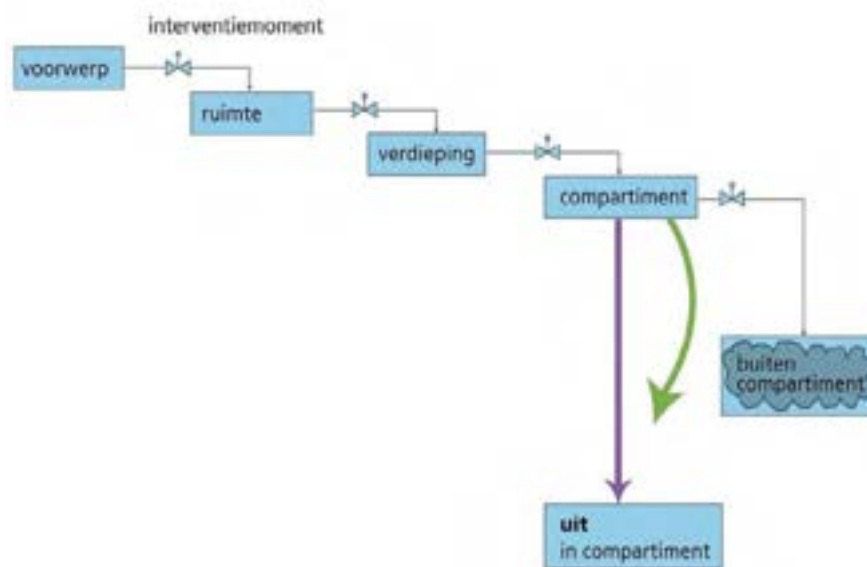 interventiemoment
voorwerp
ruimte
verdieping
compartiment
buiten
compartiment
uit
in compartiment